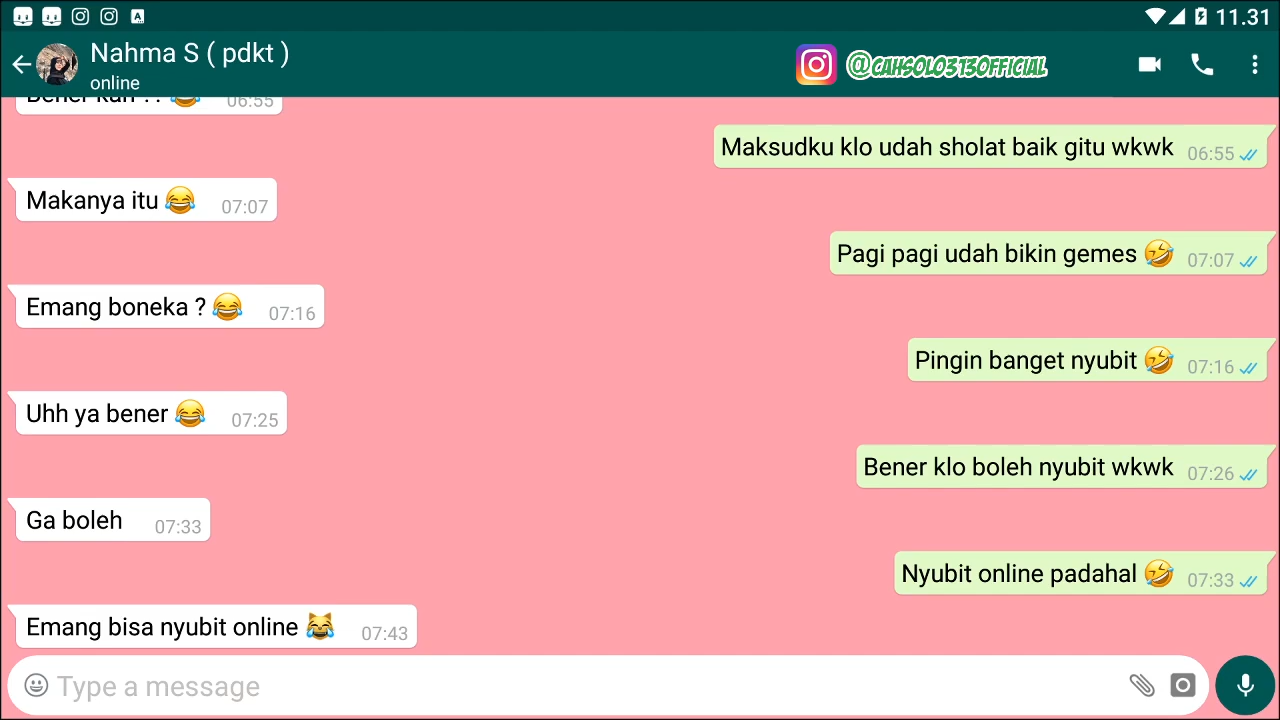 11.31
Nahma S ( pdkt )
online
@CAHSOLO313OFFICIAL
Bener kan ?? 06:55
Maksudku klo udah sholat baik gitu wkwk 06:55
Makanya itu 😂 07:07
Pagi pagi udah bikin gemes 🤣 07:07
Emang boneka ? 😂 07:16
Pingin banget nyubit 🤣 07:16
Uhh ya bener 😂 07:25
Bener klo boleh nyubit wkwk 07:26
Ga boleh 07:33
Nyubit online padahal 🤣 07:33
Emang bisa nyubit online 😹 07:43
Type a message